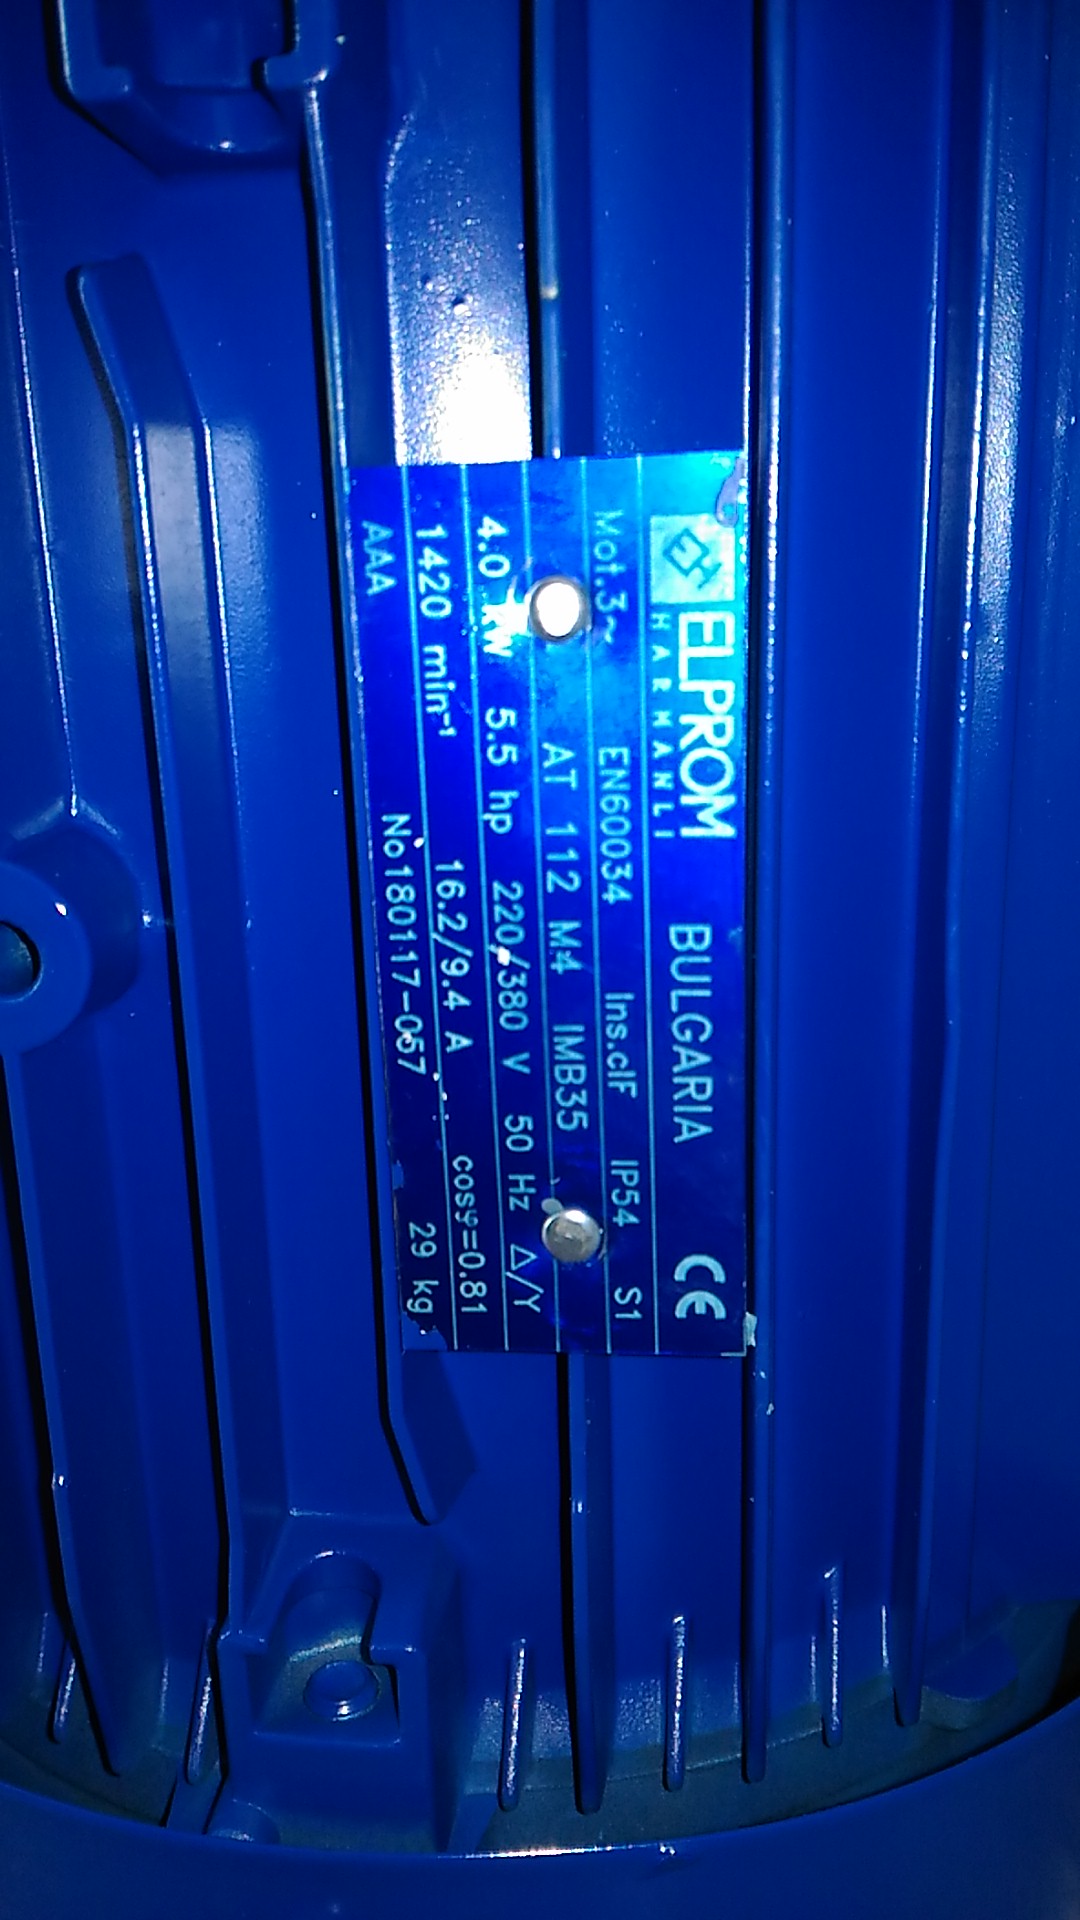 EH ELPROM BULGARIA CE
HARMANLI
Mot.3~ EN60034 Ins.clF IP54 S1
AT 112 M4 IMB35
4.0 kW 5.5 hp 220/380 V 50 Hz Δ/Y
1420 min⁻¹ 16.2/9.4 A cosφ=0.81
AAA No180117-057 29 kg.